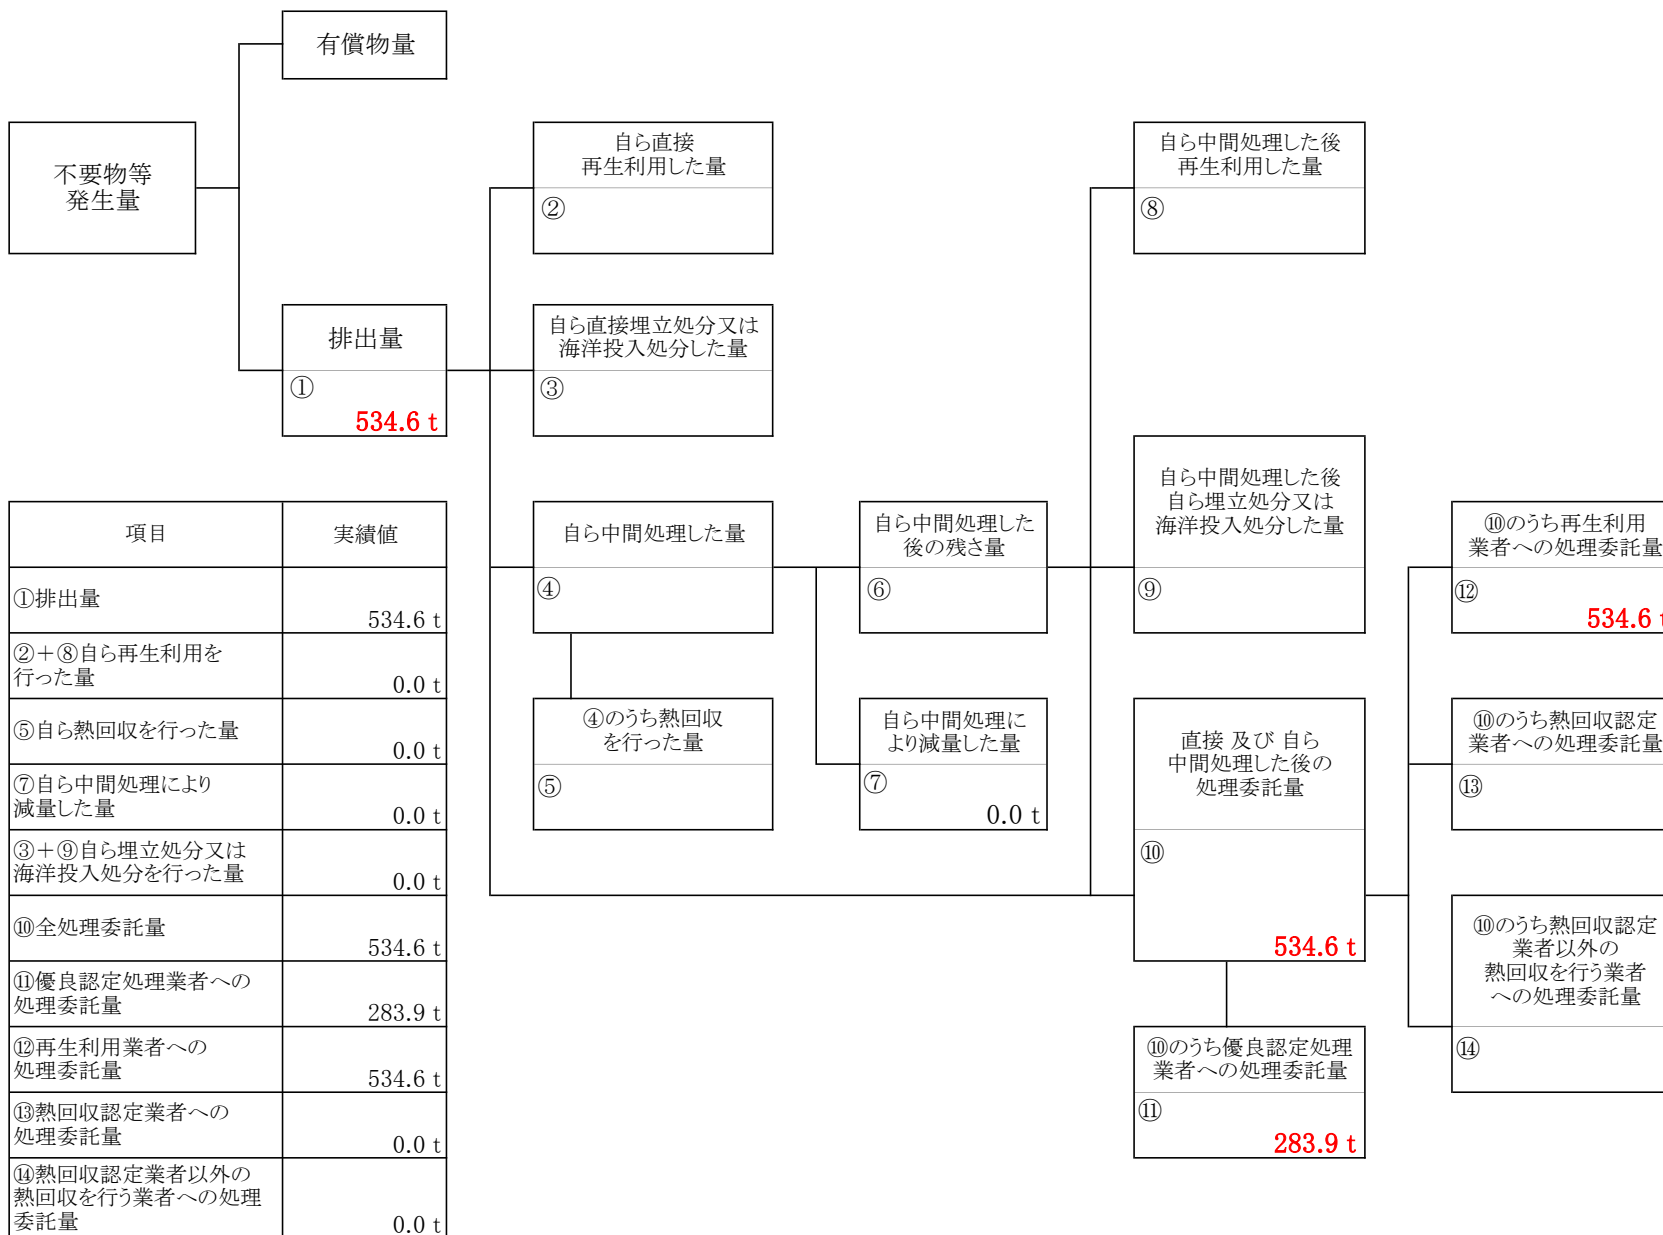 有償物量
不要物等
発生量
排出量
①
534.6 t
自ら直接
再生利用した量
②
自ら直接埋立処分又は
海洋投入処分した量
③
自ら中間処理した量
④
④のうち熱回収
を行った量
⑤
自ら中間処理した
後の残さ量
⑥
自ら中間処理に
より減量した量
⑦
0.0 t
自ら中間処理した後
再生利用した量
⑧
自ら中間処理した後
自ら埋立処分又は
海洋投入処分した量
⑨
直接 及び 自ら
中間処理した後の
処理委託量
⑩
534.6 t
⑩のうち優良認定処理
業者への処理委託量
⑪
283.9 t
⑩のうち再生利用
業者への処理委託量
⑫
534.6 t
⑩のうち熱回収認定
業者への処理委託量
⑬
⑩のうち熱回収認定
業者以外の
熱回収を行う業者
への処理委託量
⑭
項目 実績値
①排出量
534.6 t
②+⑧自ら再生利用を
行った量
0.0 t
⑤自ら熱回収を行った量
0.0 t
⑦自ら中間処理により
減量した量
0.0 t
③+⑨自ら埋立処分又は
海洋投入処分を行った量
0.0 t
⑩全処理委託量
534.6 t
⑪優良認定処理業者への
処理委託量
283.9 t
⑫再生利用業者への
処理委託量
534.6 t
⑬熱回収認定業者への
処理委託量
0.0 t
⑭熱回収認定業者以外の
熱回収を行う業者への処理
委託量
0.0 t